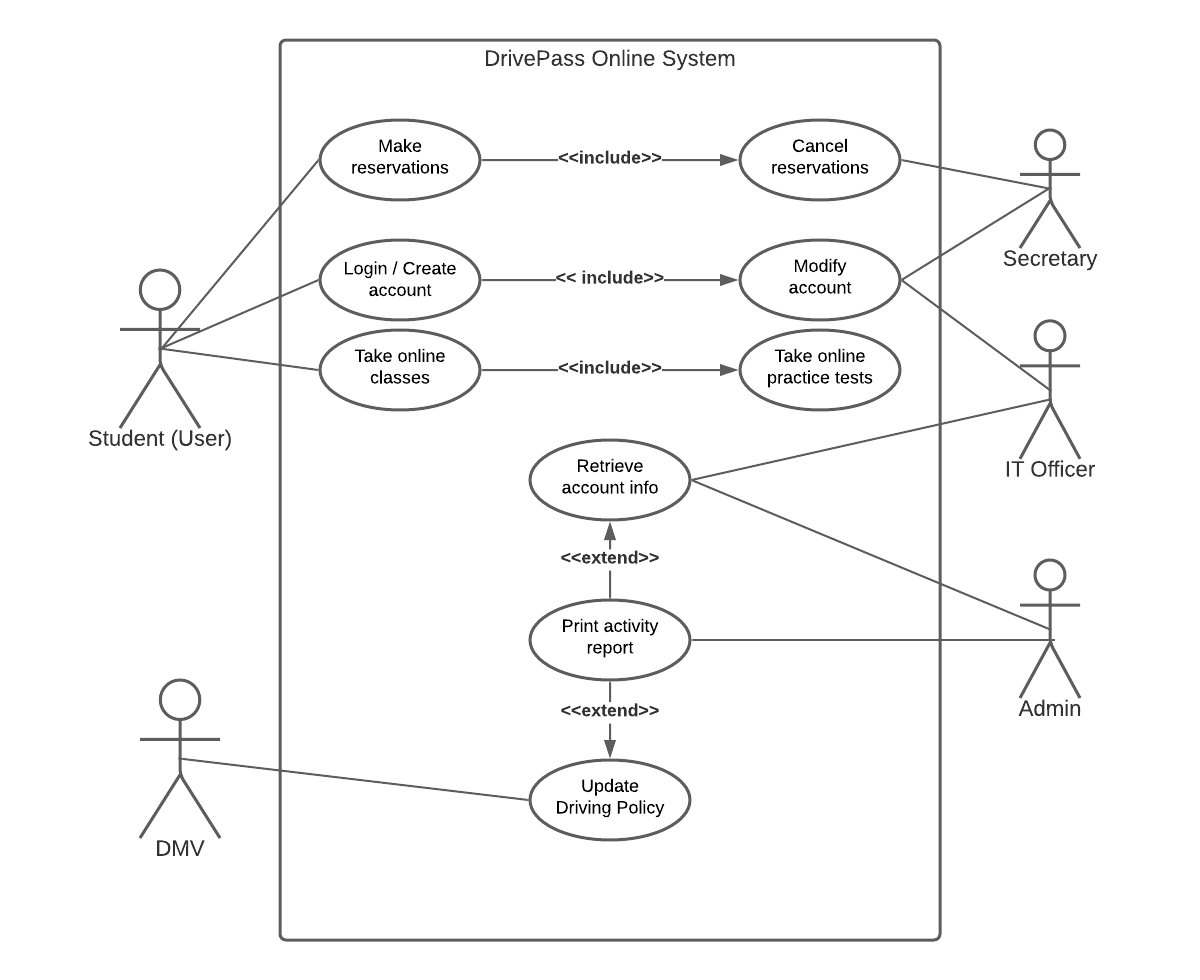 DrivePass Online System
Make
reservations
<<include>>
Cancel
reservations
Secretary
Login / Create
account
<< include>>
Modify
account
Student (User)
Take online
classes
<<include>>
Take online
practice tests
IT Officer
Retrieve
account info
<<extend>>
Print activity
report
Admin
<<extend>>
Update
Driving Policy
DMV